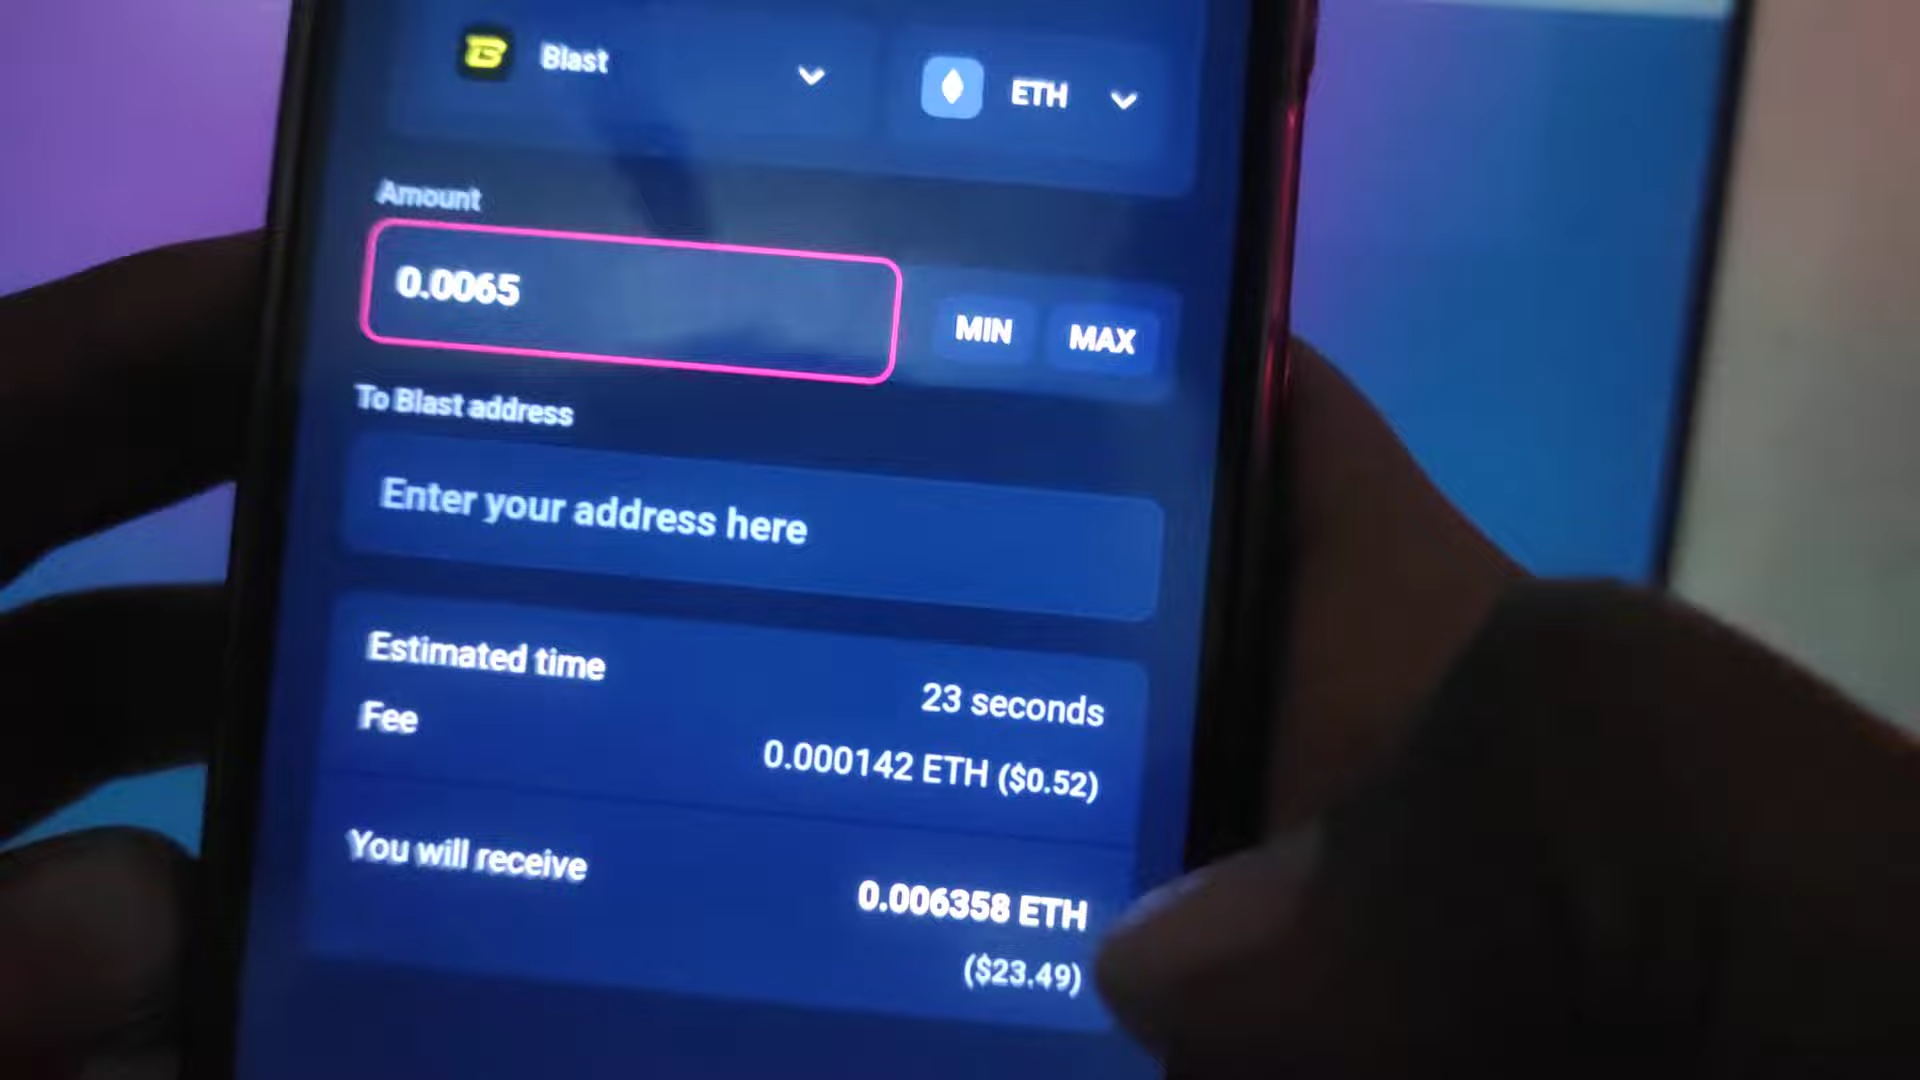 Blast
ETH
Amount
0.0065
MIN
MAX
To Blast address
Enter your address here
Estimated time
23 seconds
Fee
0.000142 ETH ($0.52)
You will receive
0.006358 ETH
($23.49)